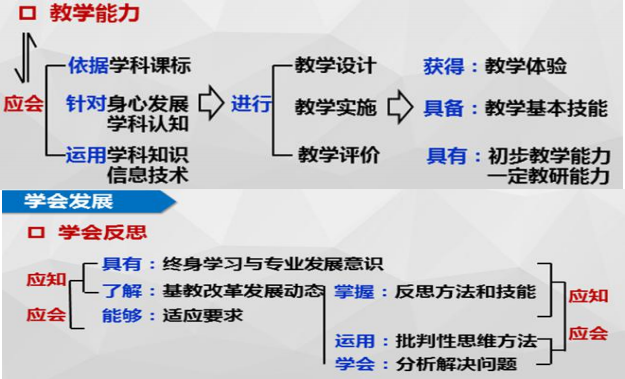 教学能力
依据学科课标
教学设计
获得：教学体验
应会
针对身心发展
学科认知
进行
教学实施
具备：教学基本技能
运用学科知识
信息技术
教学评价
具有：初步教学能力
一定教研能力
学会发展
学会反思
应知
具有：终身学习与专业发展意识
了解：基教改革发展动态
掌握：反思方法和技能
应知
应会
能够：适应要求
应会
运用：批判性思维方法
学会：分析解决问题